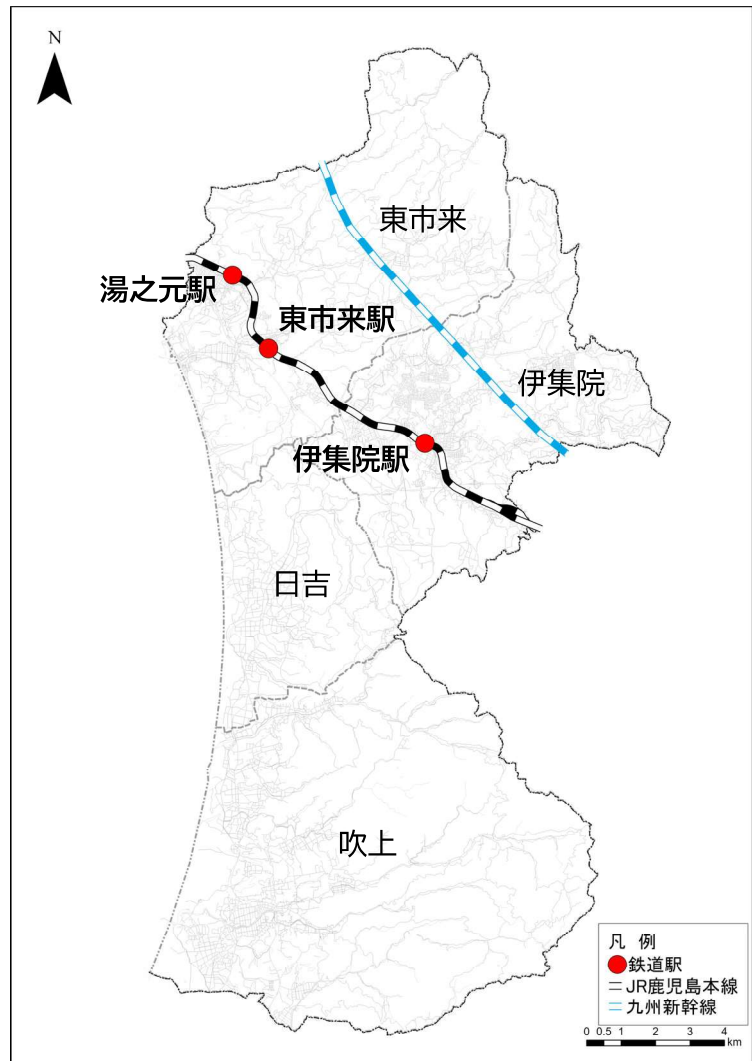 N
東市来
湯之元駅
東市来駅
伊集院
伊集院駅
日吉
吹上
凡 例
鉄道駅
JR鹿児島本線
九州新幹線
0 0.5 1 2 3 4
km